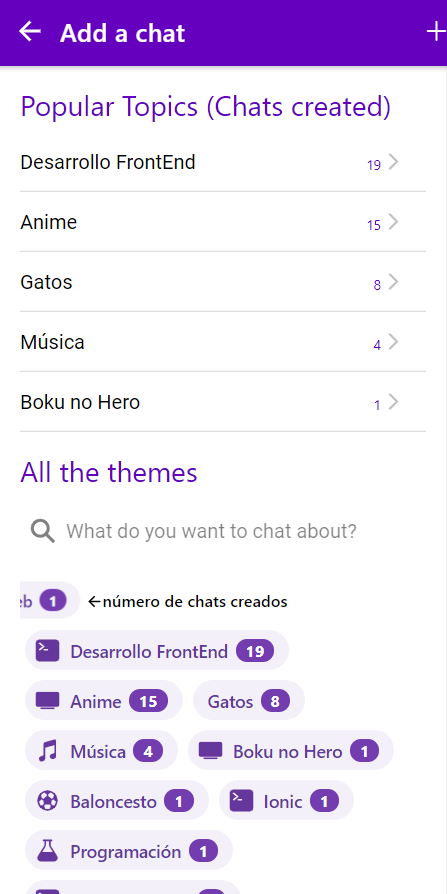 Add a chat
Popular Topics (Chats created)
Desarrollo FrontEnd 19
Anime 15
Gatos 8
Música 4
Boku no Hero 1
All the themes
What do you want to chat about?
eb 1 ←número de chats creados
Desarrollo FrontEnd 19
Anime 15 Gatos 8
Música 4 Boku no Hero 1
Baloncesto 1 Ionic 1
Programación 1